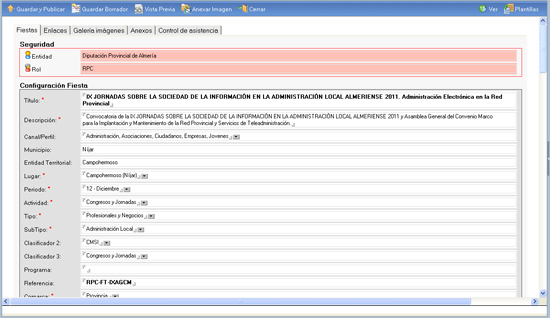 Guardar y Publicar Guardar Borrador Vista Previa Anexar Imagen Cerrar Ver Plantillas
Fiestas Enlaces Galería imágenes Anexos Control de asistencia
Seguridad
Entidad Diputación Provincial de Almería
Rol RPC
Configuración Fiesta
Título: * IX JORNADAS SOBRE LA SOCIEDAD DE LA INFORMACIÓN EN LA ADMINISTRACIÓN LOCAL ALMERIENSE 2011. Administración Electrónica en la Red
Provincial
Descripción: * Convocatoria de la IX JORNADAS SOBRE LA SOCIEDAD DE LA INFORMACIÓN EN LA ADMINISTRACIÓN LOCAL ALMERIENSE 2011 y Asamblea General del Convenio Marco
para la Implantación y Mantenimiento de la Red Provincial y Servicios de Teleadministración.
Canal/Perfil: Administración, Asociaciones, Ciudadanos, Empresas, Jovenes
Municipio: Níjar
Entidad Territorial: Campohermoso
Lugar: * Campohermoso (Níjar)
Periodo: * 12 - Diciembre
Actividad: * Congresos y Jornadas
Tipo: * Profesionales y Negocios
SubTipo: * Administración Local
Clasificador 2: CMSI
Clasificador 3: Congresos y Jornadas
Programa:
Referencia: RPC-FT-IXAGCM
Comarca: * Provincia